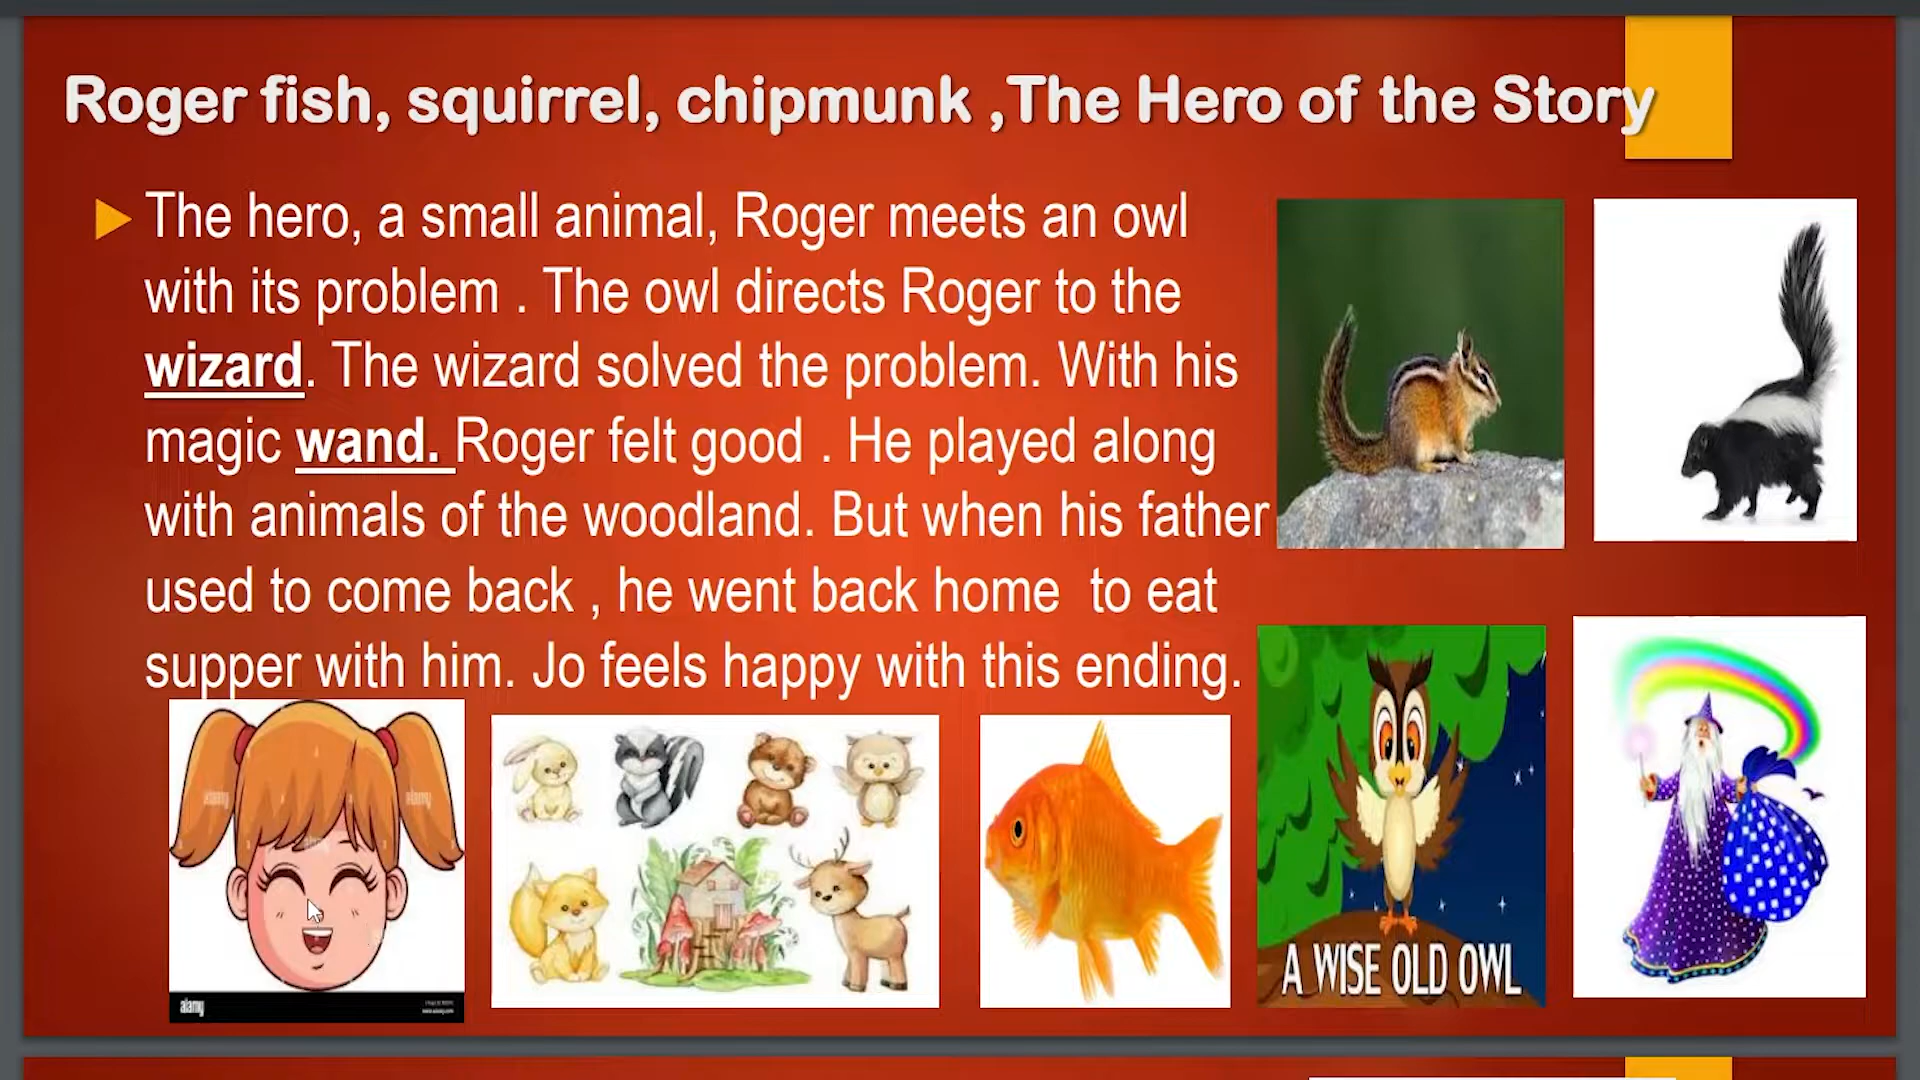 Roger fish, squirrel, chipmunk ,The Hero of the Story
The hero, a small animal, Roger meets an owl
with its problem . The owl directs Roger to the
wizard. The wizard solved the problem. With his
magic wand. Roger felt good . He played along
with animals of the woodland. But when his father
used to come back , he went back home  to eat
supper with him. Jo feels happy with this ending.
A WISE OLD OWL
alamy
alamy
alamy